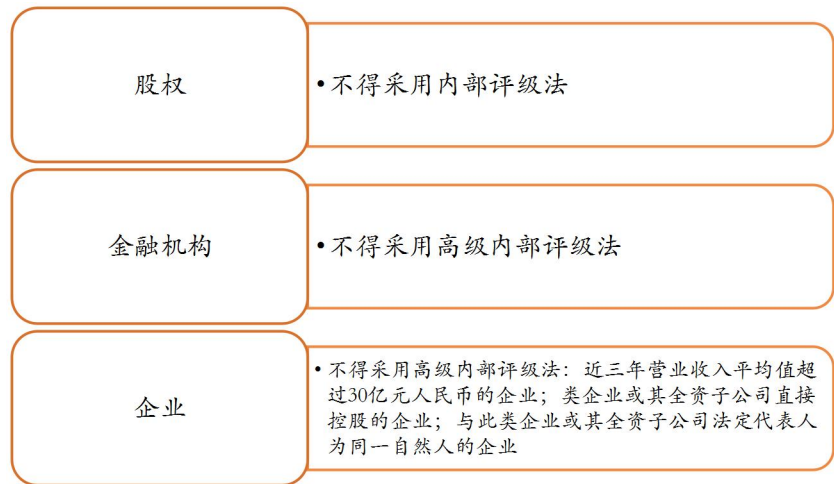 股权
•不得采用内部评级法
金融机构
•不得采用高级内部评级法
企业
•不得采用高级内部评级法：近三年营业收入平均值超
过30亿元人民币的企业；类企业或其全资子公司直接
控股的企业；与此类企业或其全资子公司法定代表人
为同一自然人的企业